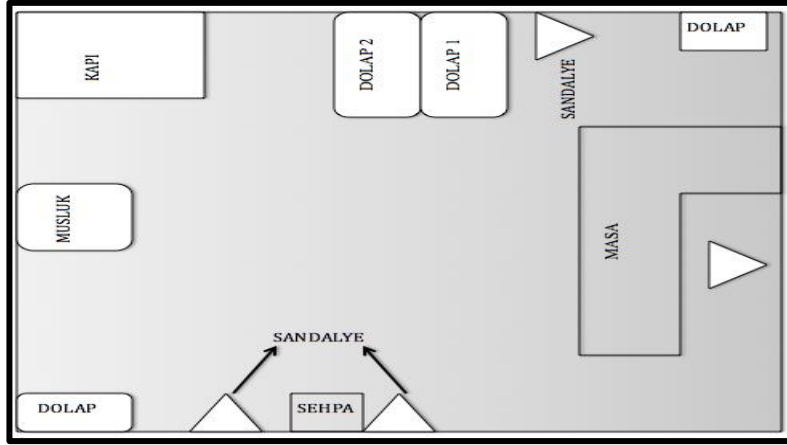 KAPI
DOLAP 2
DOLAP 1
SANDALYE
DOLAP
MUSLUK
MASA
SANDALYE
DOLAP
SEHPA